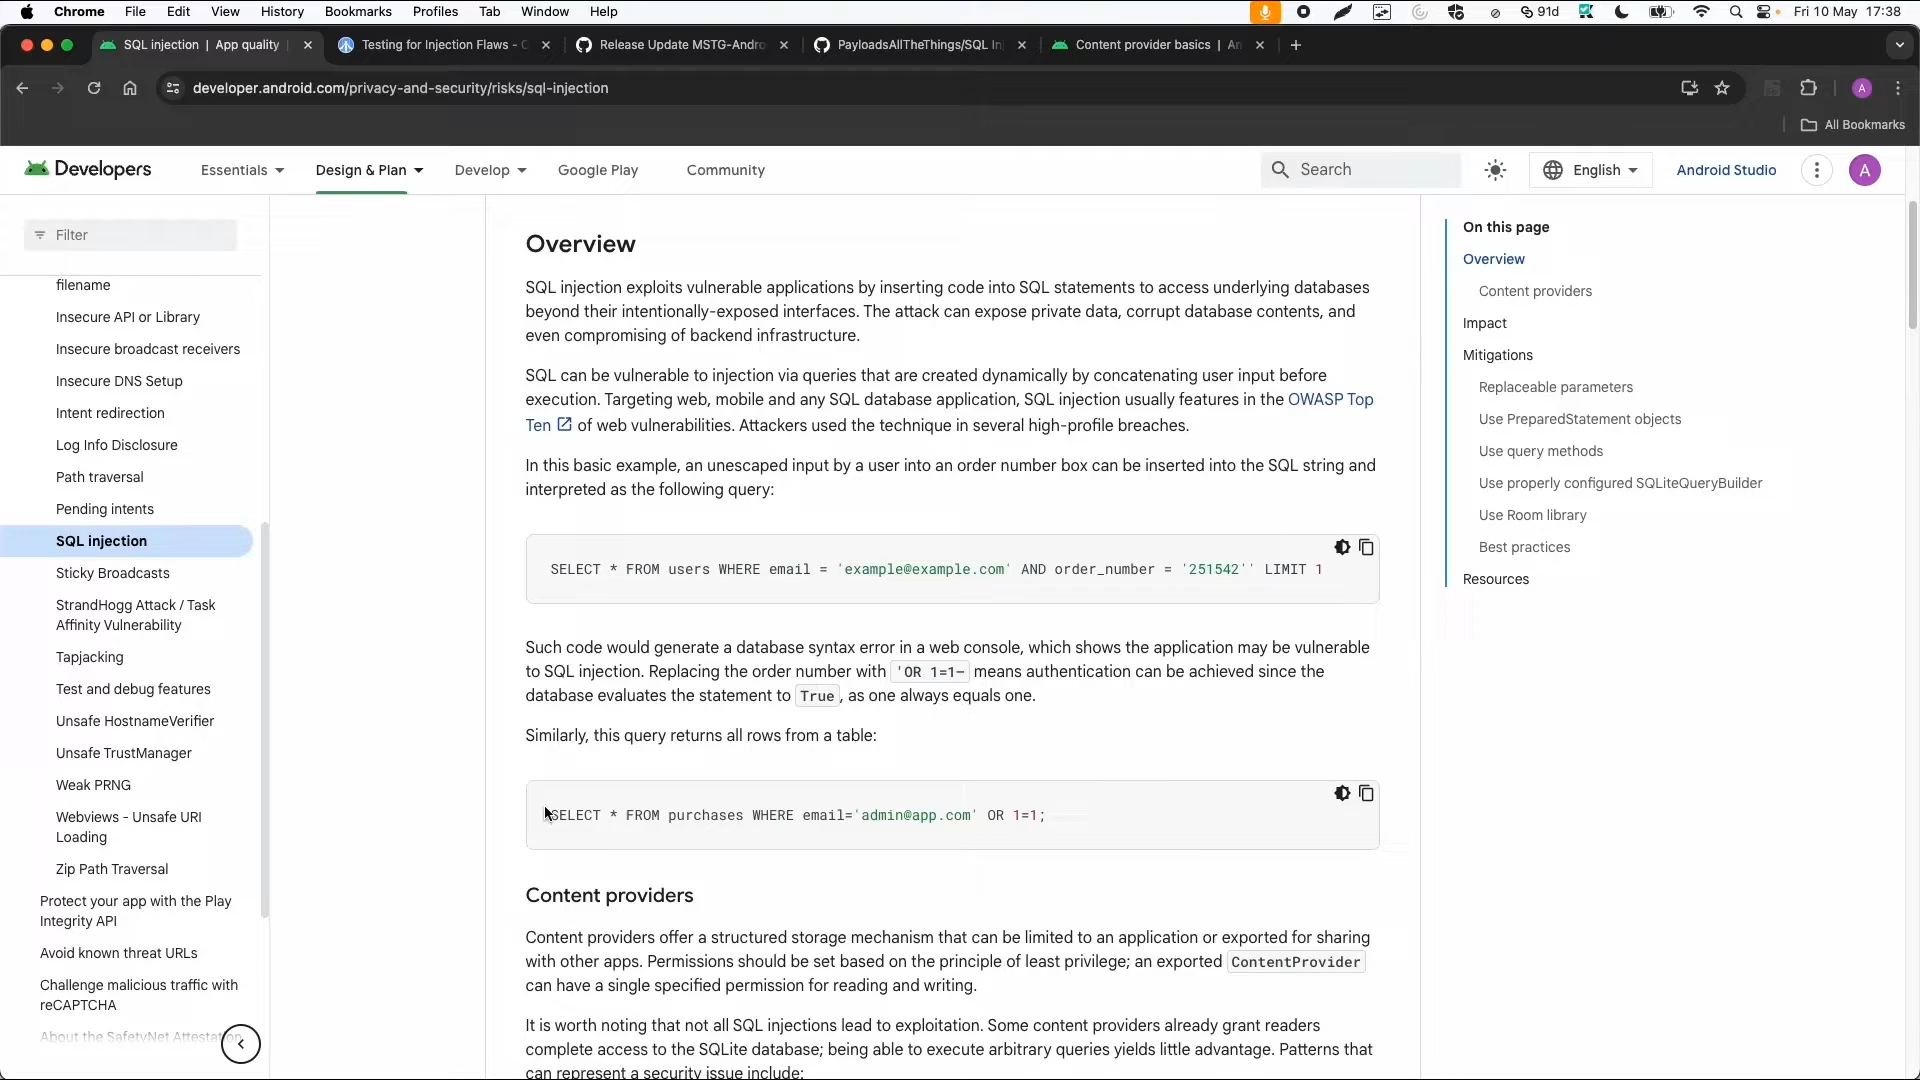 Chrome File Edit View History Bookmarks Profiles Tab Window Help 91d Fri 10 May 17:38
SQL injection | App quality
Testing for Injection Flaws - 
Release Update MSTG-Andro
PayloadsAllTheThings/SQL In
Content provider basics | An
developer.android.com/privacy-and-security/risks/sql-injection
A
All Bookmarks
Developers
Essentials
Design & Plan
Develop
Google Play
Community
Search
English
Android Studio
A
Filter
filename
Insecure API or Library
Insecure broadcast receivers
Insecure DNS Setup
Intent redirection
Log Info Disclosure
Path traversal
Pending intents
SQL injection
Sticky Broadcasts
StrandHogg Attack / Task
Affinity Vulnerability
Tapjacking
Test and debug features
Unsafe HostnameVerifier
Unsafe TrustManager
Weak PRNG
Webviews - Unsafe URI
Loading
Zip Path Traversal
Protect your app with the Play
Integrity API
Avoid known threat URLs
Challenge malicious traffic with
reCAPTCHA
About the SafetyNet Attestation
Overview
SQL injection exploits vulnerable applications by inserting code into SQL statements to access underlying databases
beyond their intentionally-exposed interfaces. The attack can expose private data, corrupt database contents, and
even compromising of backend infrastructure.
SQL can be vulnerable to injection via queries that are created dynamically by concatenating user input before
execution. Targeting web, mobile and any SQL database application, SQL injection usually features in the OWASP Top
Ten of web vulnerabilities. Attackers used the technique in several high-profile breaches.
In this basic example, an unescaped input by a user into an order number box can be inserted into the SQL string and
interpreted as the following query:
SELECT * FROM users WHERE email = 'example@example.com' AND order_number = '251542'' LIMIT 1
Such code would generate a database syntax error in a web console, which shows the application may be vulnerable
to SQL injection. Replacing the order number with 'OR 1=1– means authentication can be achieved since the
database evaluates the statement to True, as one always equals one.
Similarly, this query returns all rows from a table:
SELECT * FROM purchases WHERE email='admin@app.com' OR 1=1;
Content providers
Content providers offer a structured storage mechanism that can be limited to an application or exported for sharing
with other apps. Permissions should be set based on the principle of least privilege; an exported ContentProvider
can have a single specified permission for reading and writing.
It is worth noting that not all SQL injections lead to exploitation. Some content providers already grant readers
complete access to the SQLite database; being able to execute arbitrary queries yields little advantage. Patterns that
can represent a security issue include:
On this page
Overview
Content providers
Impact
Mitigations
Replaceable parameters
Use PreparedStatement objects
Use query methods
Use properly configured SQLiteQueryBuilder
Use Room library
Best practices
Resources